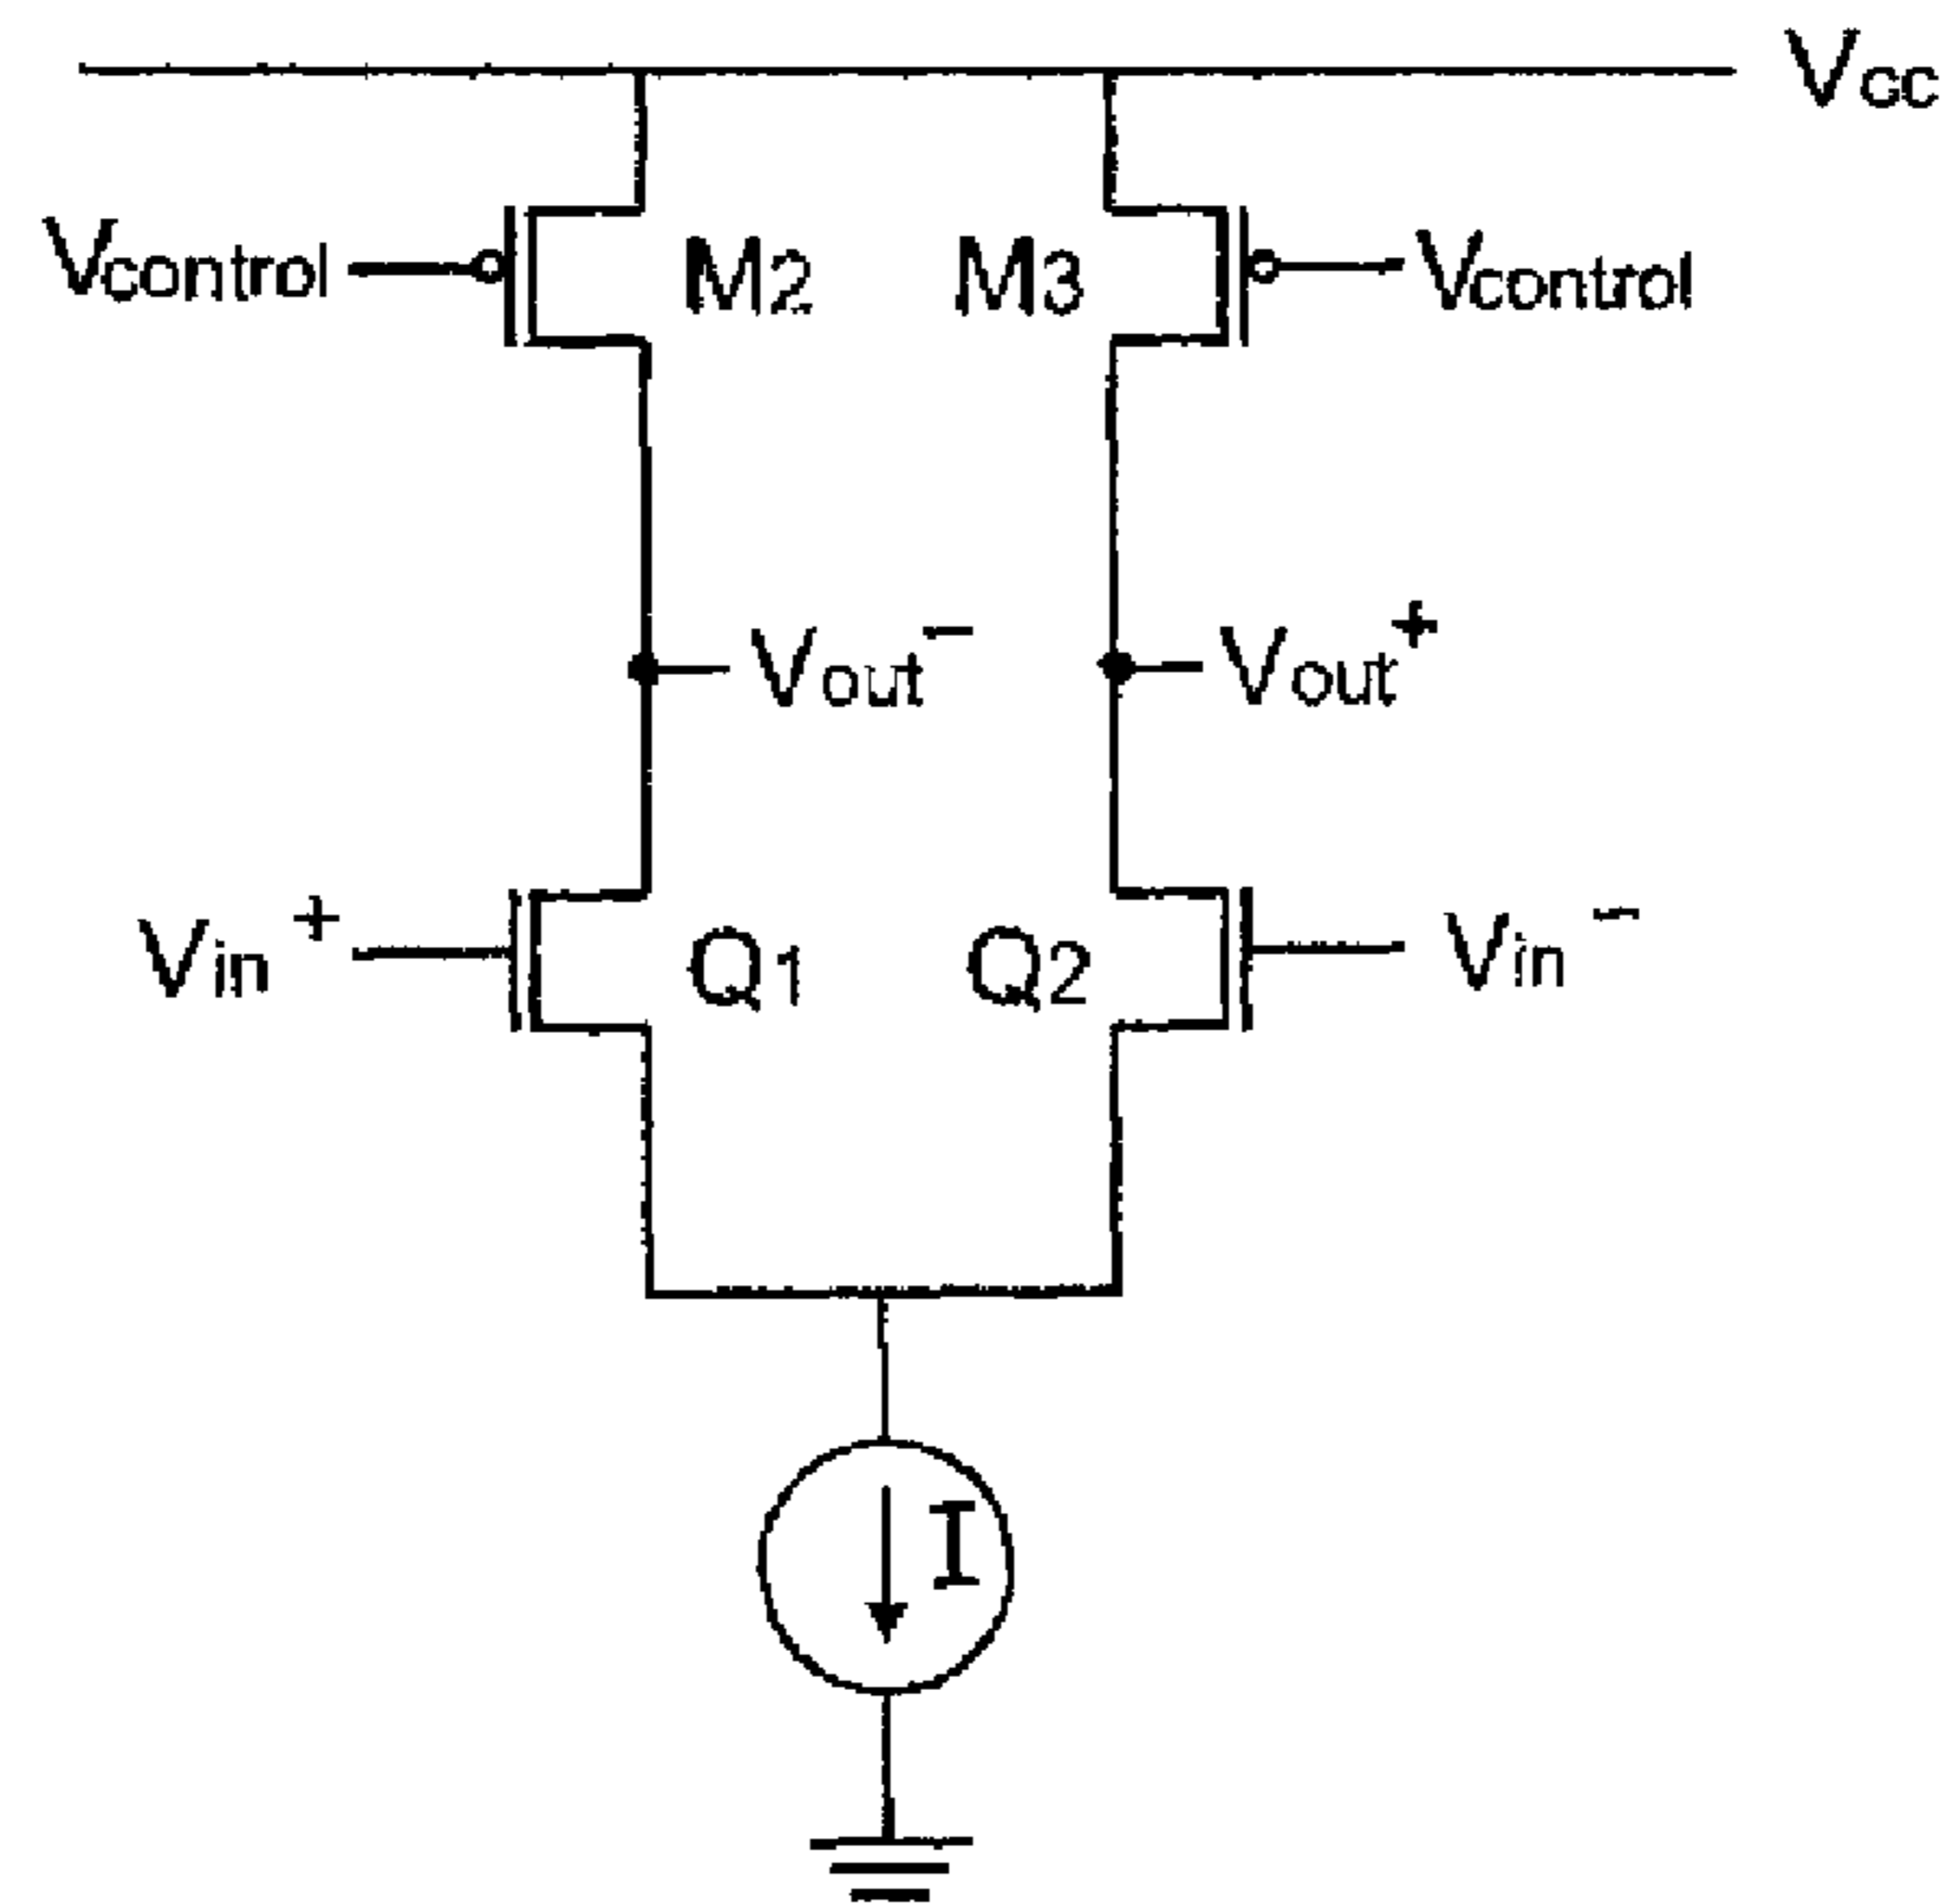 Vcc
Vcontrol
M2
M3
Vcontrol
Vout−
Vout+
Vin+
Q1
Q2
Vin−
I